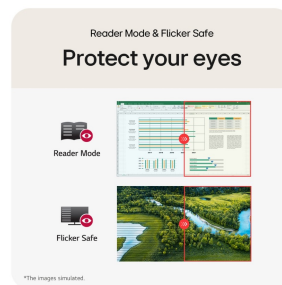 Reader Mode & Flicker Safe
Protect your eyes
Reader Mode
Flicker Safe
*The images simulated.